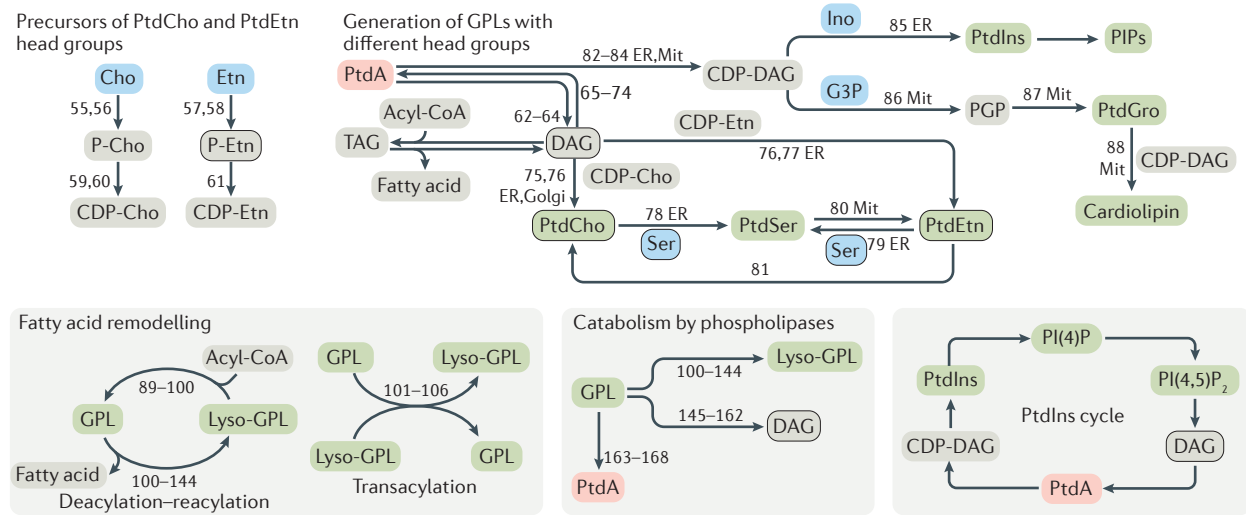 Precursors of PtdCho and PtdEtn
head groups
Cho
55,56
P-Cho
59,60
CDP-Cho
Etn
57,58
P-Etn
61
CDP-Etn
Generation of GPLs with
different head groups
PtdA
82–84 ER,Mit
CDP-DAG
Ino
85 ER
PtdIns
PIPs
G3P
86 Mit
PGP
87 Mit
PtdGro
88
Mit
CDP-DAG
Cardiolipin
65–74
62–64
Acyl-CoA
TAG
DAG
Fatty acid
CDP-Etn
76,77 ER
75,76
ER,Golgi
CDP-Cho
PtdCho
78 ER
Ser
PtdSer
80 Mit
Ser
79 ER
PtdEtn
81
Fatty acid remodelling
Acyl-CoA
89–100
GPL
Lyso-GPL
Fatty acid
100–144
Deacylation–reacylation
GPL
Lyso-GPL
101–106
Lyso-GPL
GPL
Transacylation
Catabolism by phospholipases
GPL
Lyso-GPL
100–144
145–162
DAG
163–168
PtdA
PI(4)P
PtdIns
PI(4,5)P2
PtdIns cycle
CDP-DAG
DAG
PtdA